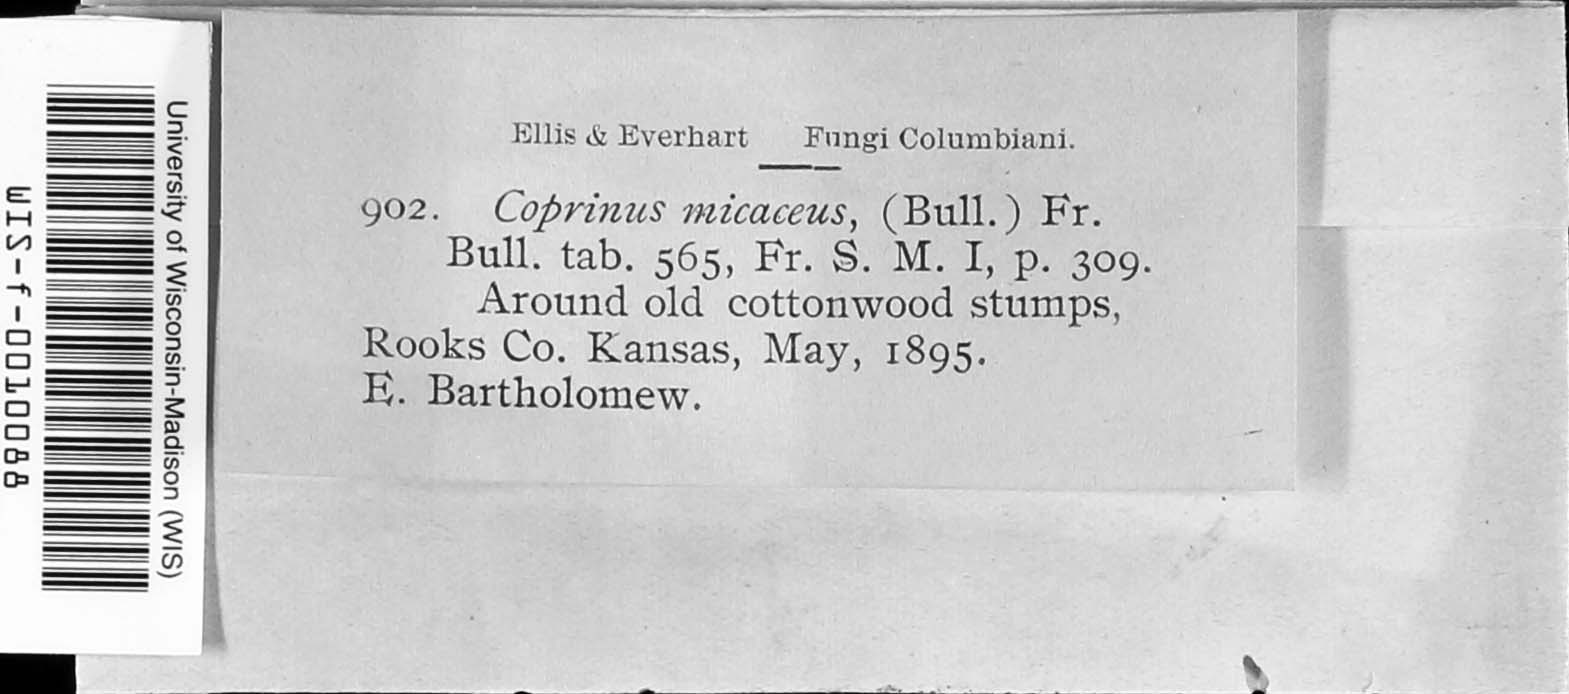 Ellis & Everhart Fungi Columbiani.
902. Coprinus micaceus, (Bull.) Fr.
Bull. tab. 565, Fr. S. M. I, p. 309.
Around old cottonwood stumps,
Rooks Co. Kansas, May, 1895.
E. Bartholomew.
University of Wisconsin-Madison (WIS)
WIS-f-0010088